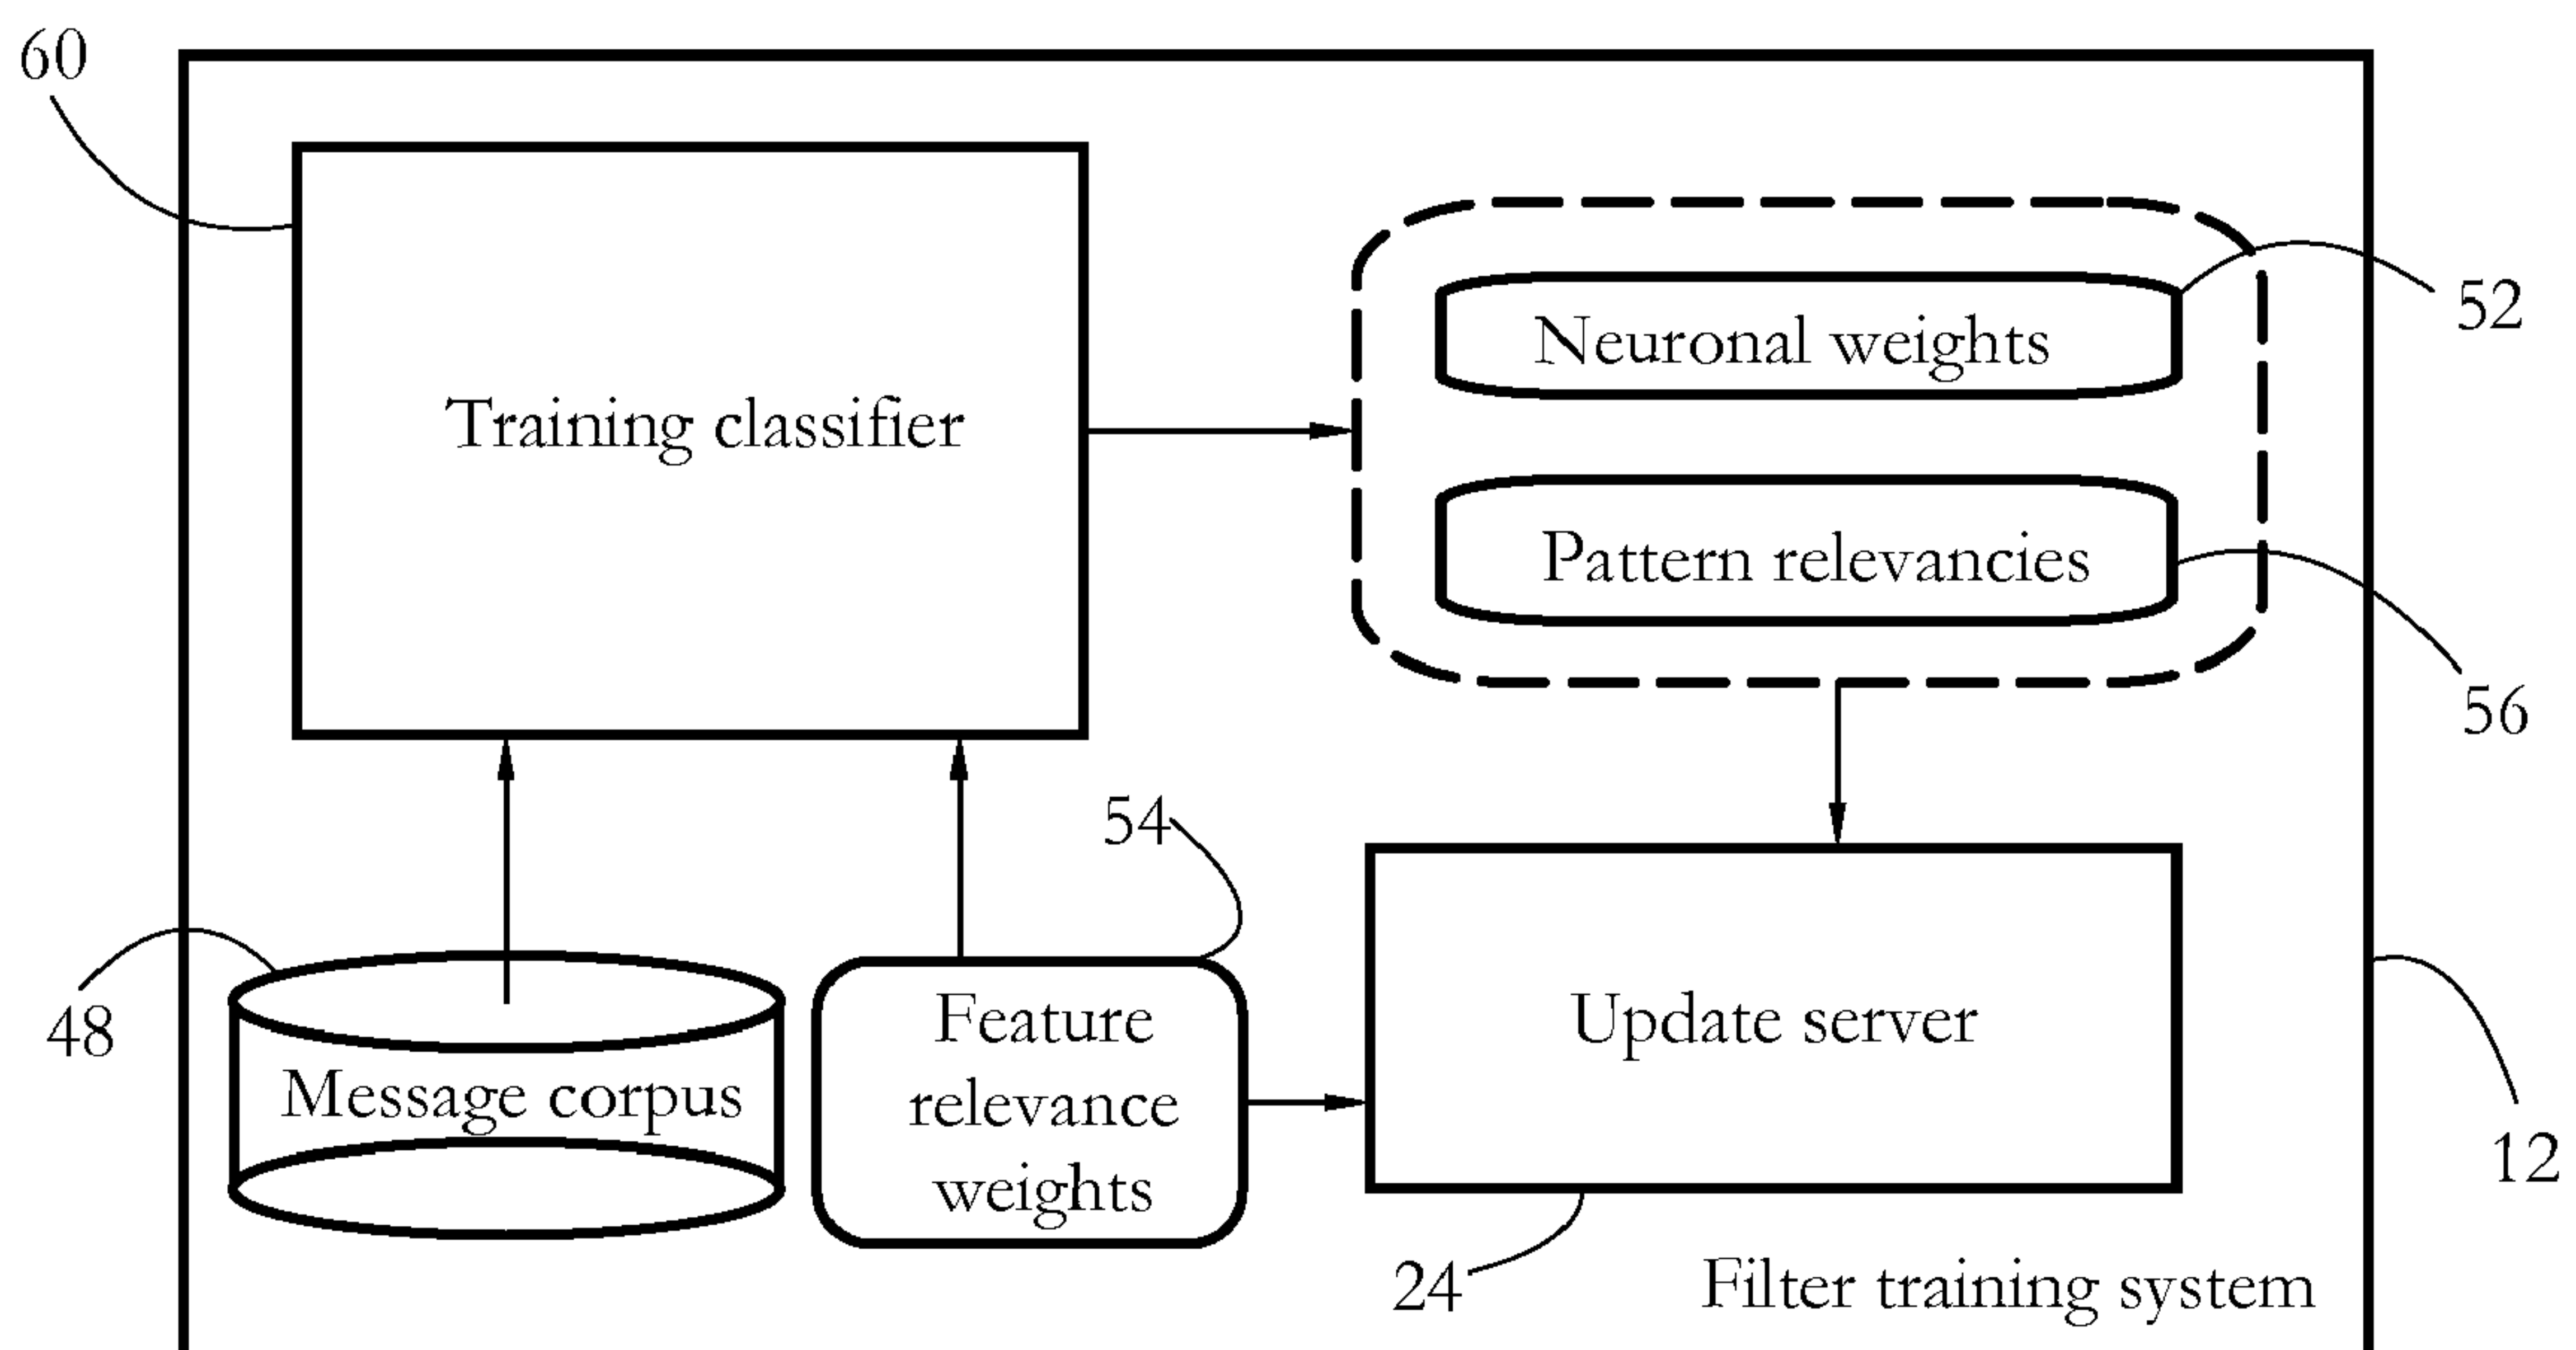 60
Training classifier
Neuronal weights
52
Pattern relevancies
56
54
48
Message corpus
Feature
relevance
weights
Update server
12
24
Filter training system